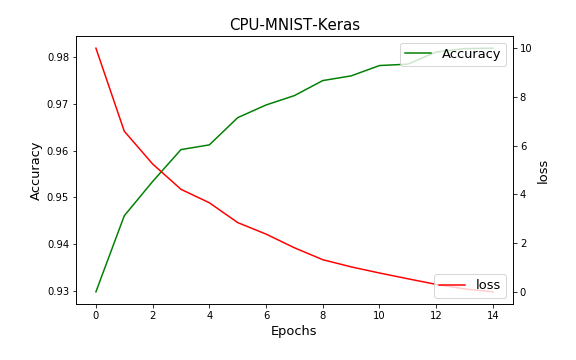 CPU-MNIST-Keras
Accuracy
0.98
0.97
0.96
0.95
0.94
0.93
Accuracy
10
8
6
4
2
0
loss
loss
0 2 4 6 8 10 12 14
Epochs